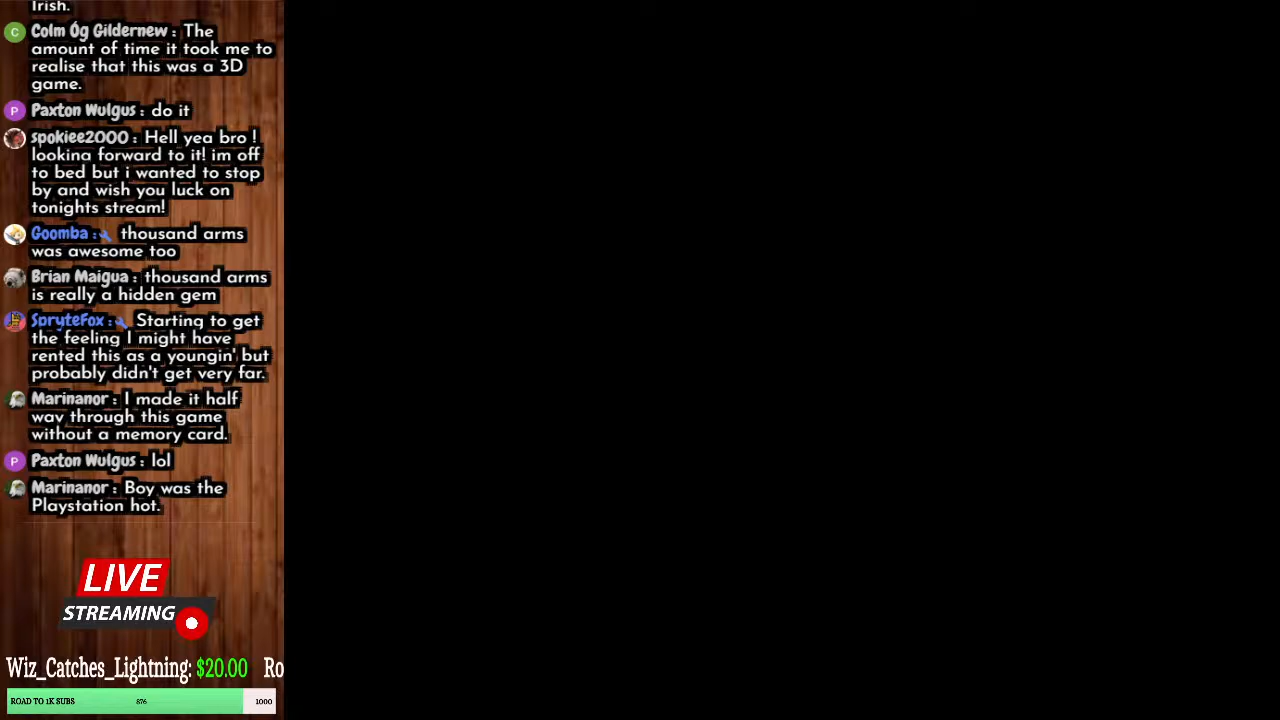 Irish.
C Colm Óg Gildernew : The
amount of time it took me to
realise that this was a 3D
game.
P Paxton Wulgus : do it
spokiee2000 : Hell yea bro !
looking forward to it! im off
to bed but i wanted to stop
by and wish you luck on
tonights stream!
Goomba : thousand arms
was awesome too
Brian Maigua : thousand arms
is really a hidden gem
SpryteFox : Starting to get
the feeling I might have
rented this as a youngin' but
probably didn't get very far.
Marinanor : I made it half
way through this game
without a memory card.
P Paxton Wulgus : lol
Marinanor : Boy was the
Playstation hot.
LIVE
STREAMING
Wiz_Catches_Lightning: $20.00 Ro
ROAD TO 1K SUBS 876 1000